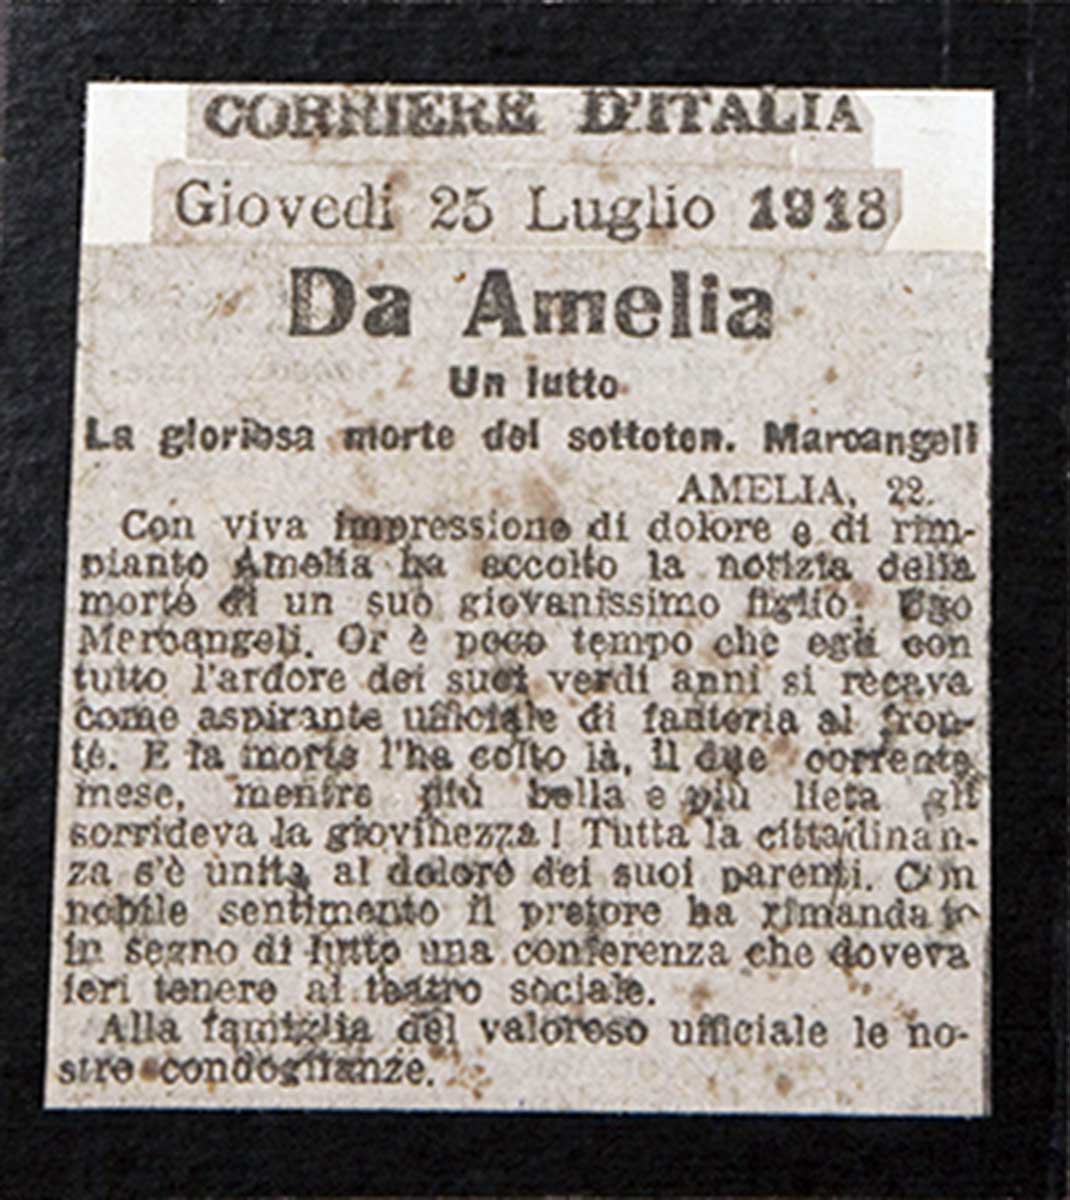 CORRIERE D'ITALIA
Giovedì 25 Luglio 1918
Da Amelia
Un lutto
La gloriosa morte del sottoten. Marcangeli
AMELIA, 22.
Con viva impressione di dolore e di rim-
pianto Amelia ha accolto la notizia della
morte di un suo giovanissimo figlio: Ugo
Mercangeli. Or è poco tempo che egli con
tutto l'ardore dei suoi verdi anni si recava
come aspirante ufficiale di fanteria al fron-
te. E la morte l'ha colto là, il due corrente
mese, mentre più bella e più lieta gli
sorrideva la giovinezza! Tutta la cittadinan-
za s'è unita al dolore dei suoi parenti. Con
nobile sentimento il pretore ha rimandato
in segno di lutto una conferenza che doveva
ieri tenere al teatro sociale.
Alla famiglia del valoroso ufficiale le no-
stre condoglianze.